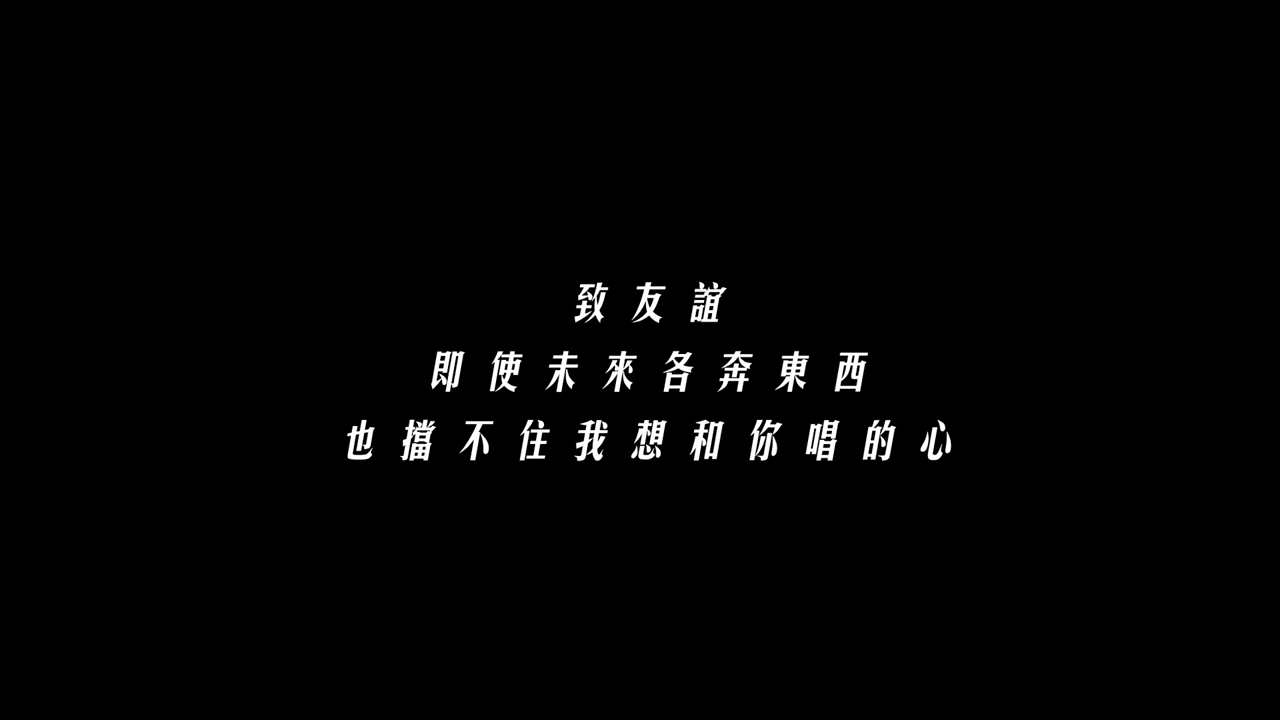 致友誼
即使未來各奔東西
也擋不住我想和你唱的心